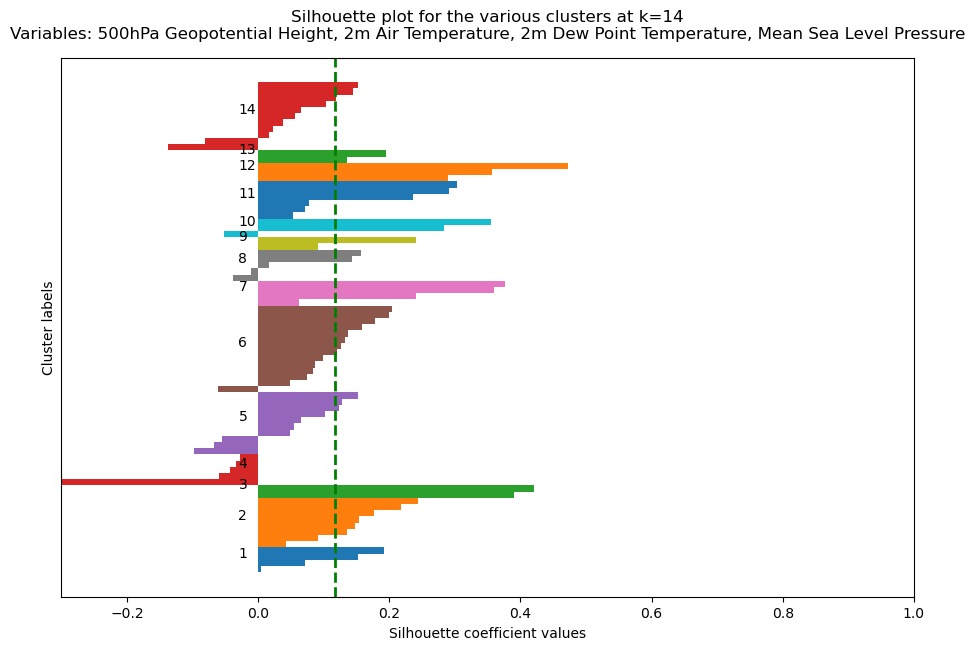 Silhouette plot for the various clusters at k=14
Variables: 500hPa Geopotential Height, 2m Air Temperature, 2m Dew Point Temperature, Mean Sea Level Pressure
14
13
12
11
10
9
8
7
6
5
4
3
2
1
Cluster labels
−0.2 0.0 0.2 0.4 0.6 0.8 1.0
Silhouette coefficient values